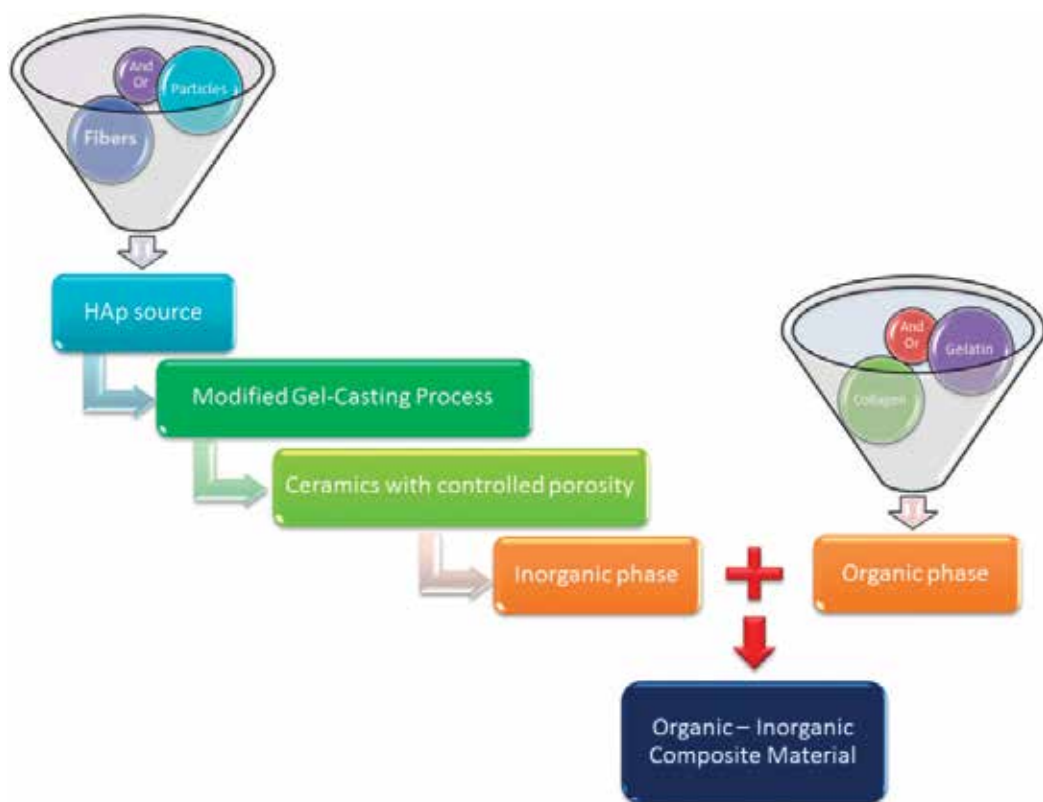 And
Or
Particles
Fibers
HAp source
Modified Gel-Casting Process
Ceramics with controlled porosity
Inorganic phase
And
Or
Gelatin
Collagen
Organic phase
Organic – Inorganic
Composite Material